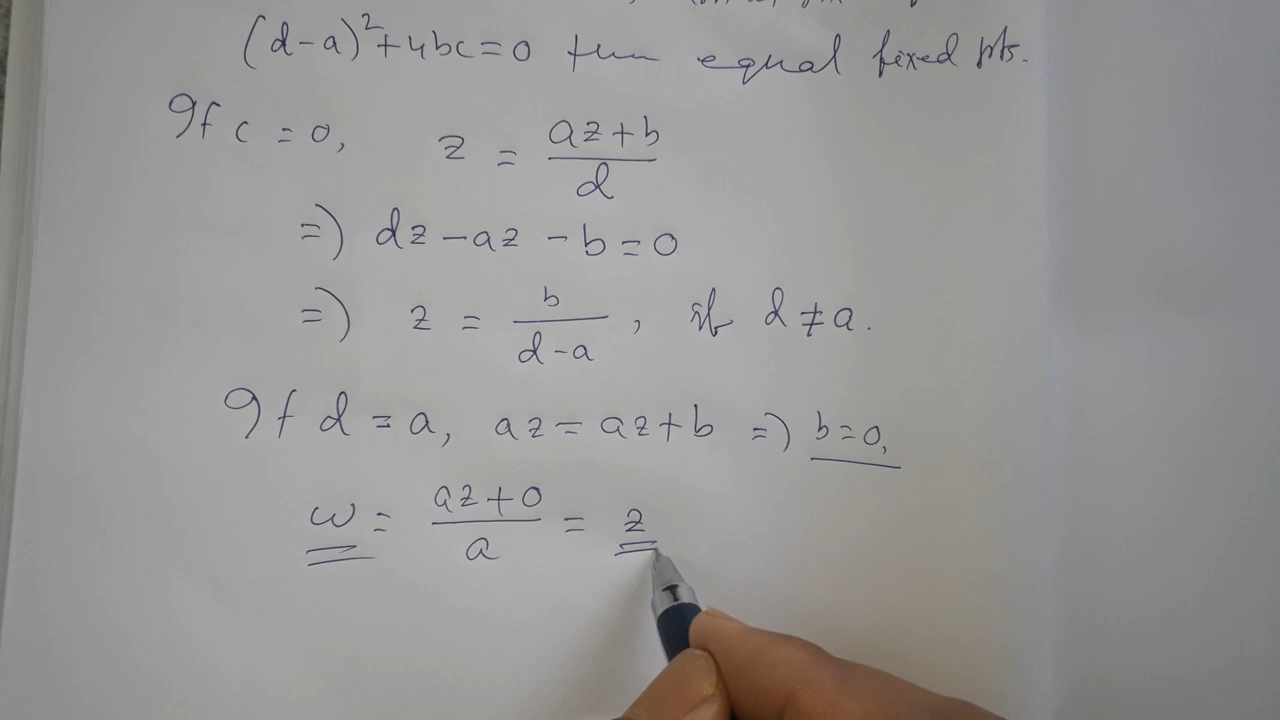 (d-a)²+4bc=0 then equal fixed pts.
If c=0, z = az+b / d
=) dz-az-b=0
=) z = b / d-a , if d≠a.
If d=a, az=az+b =) b=0,
w = az+0 / a = z